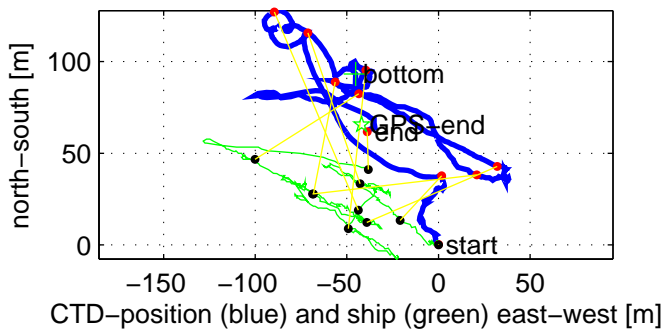 100
50
0
north−south [m]
bottom
GPS−end
end
start
−150 −100 −50 0 50
CTD−position (blue) and ship (green) east−west [m]